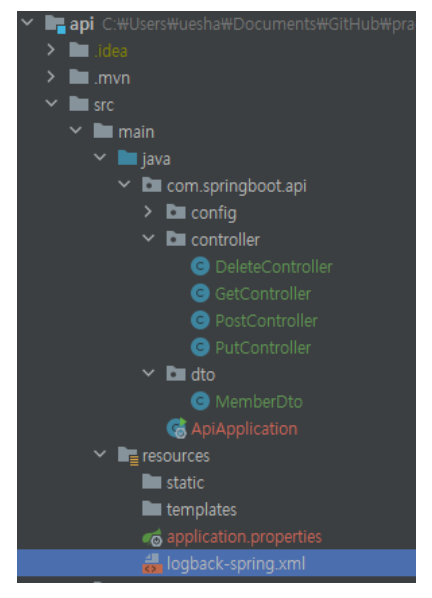 api C:₩Users₩uesha₩Documents₩GitHub₩pra
.idea
.mvn
src
main
java
com.springboot.api
config
controller
DeleteController
GetController
PostController
PutController
dto
MemberDto
ApiApplication
resources
static
templates
application.properties
logback-spring.xml